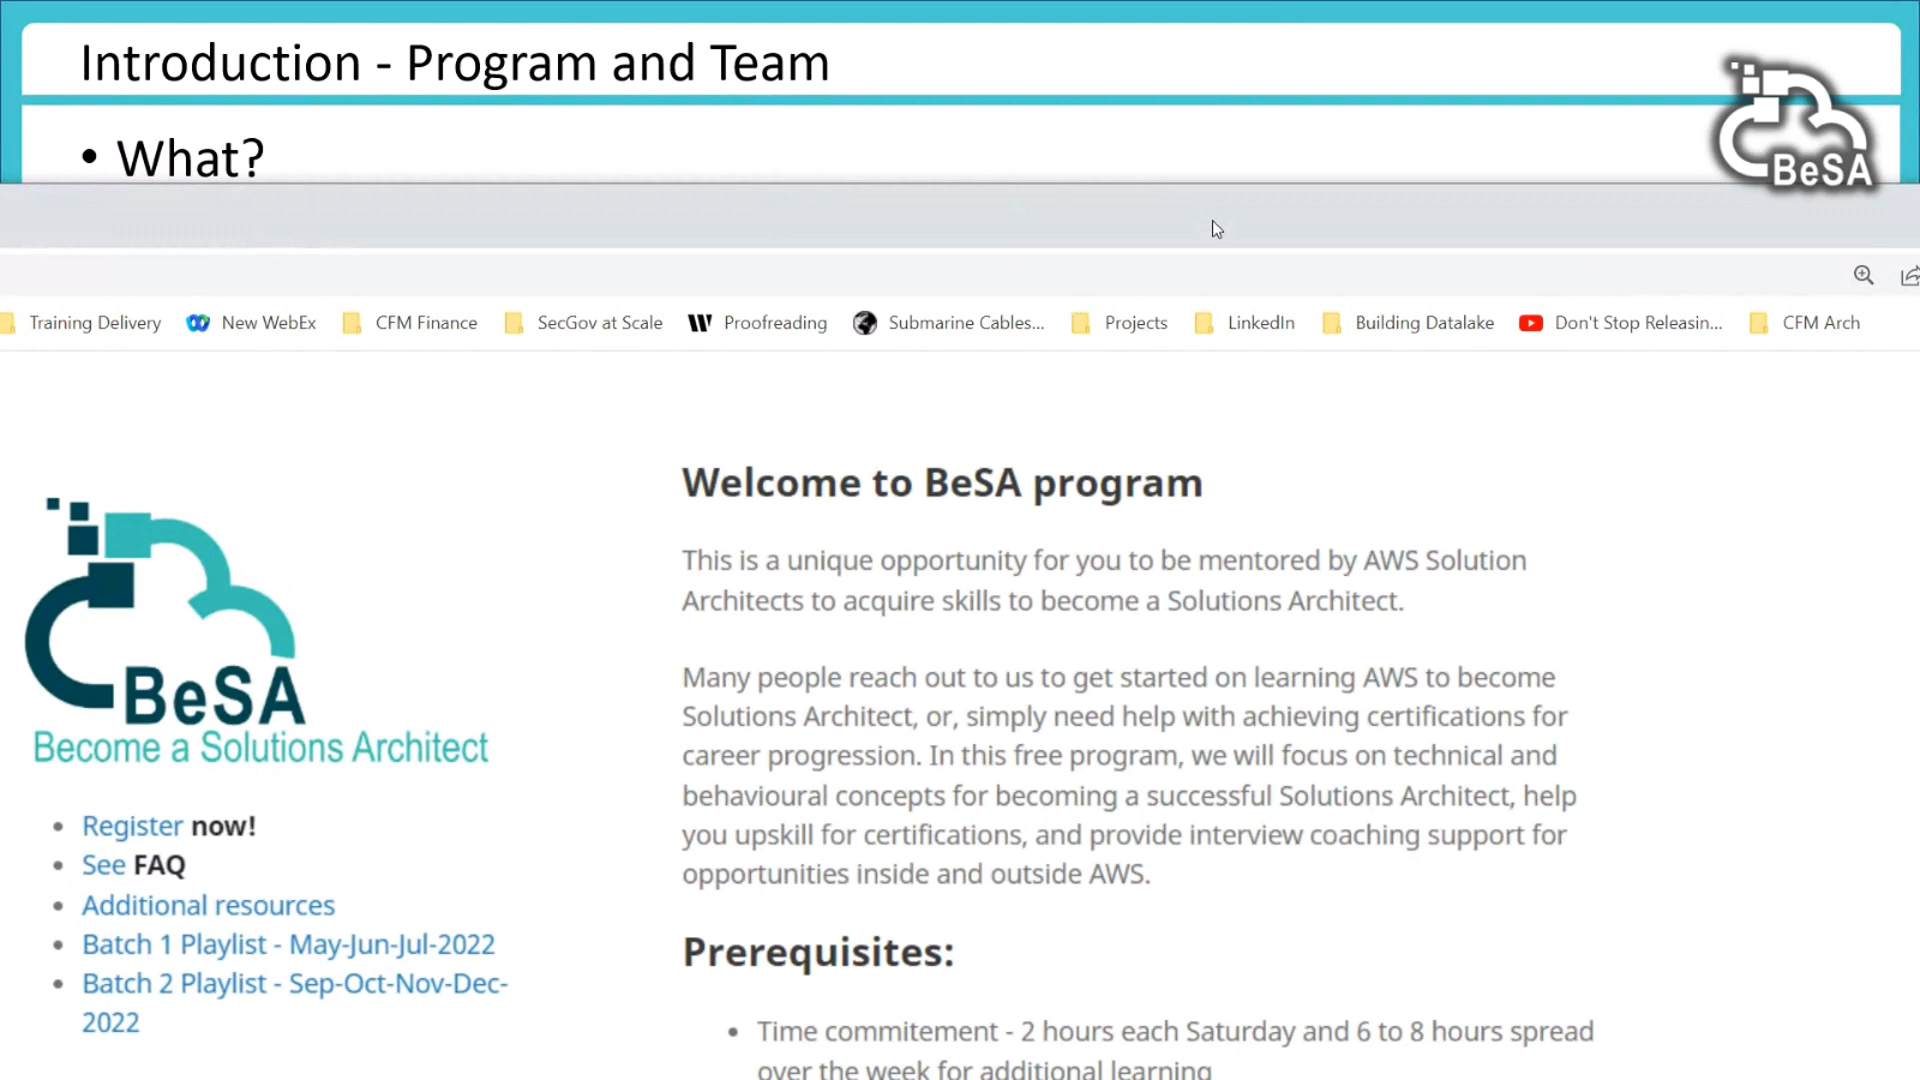 Introduction - Program and Team
• What?
BeSA
Training Delivery New WebEx CFM Finance SecGov at Scale Proofreading Submarine Cables... Projects LinkedIn Building Datalake Don't Stop Releasin... CFM Arch
BeSA
Become a Solutions Architect
• Register now!
• See FAQ
• Additional resources
• Batch 1 Playlist - May-Jun-Jul-2022
• Batch 2 Playlist - Sep-Oct-Nov-Dec-
2022
Welcome to BeSA program
This is a unique opportunity for you to be mentored by AWS Solution
Architects to acquire skills to become a Solutions Architect.
Many people reach out to us to get started on learning AWS to become
Solutions Architect, or, simply need help with achieving certifications for
career progression. In this free program, we will focus on technical and
behavioural concepts for becoming a successful Solutions Architect, help
you upskill for certifications, and provide interview coaching support for
opportunities inside and outside AWS.
Prerequisites:
• Time commitement - 2 hours each Saturday and 6 to 8 hours spread
over the week for additional learning